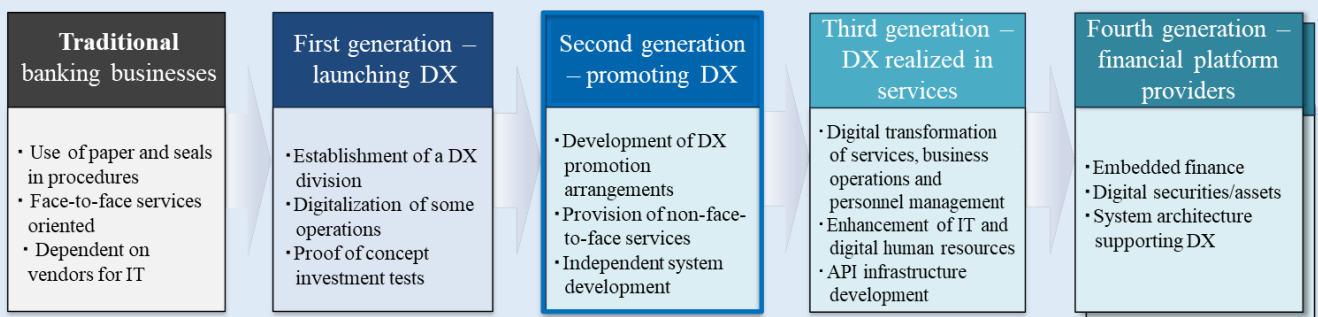 Traditional
banking businesses
・Use of paper and seals
in procedures
・Face-to-face services
oriented
・Dependent on
vendors for IT
First generation –
launching DX
・Establishment of a DX
division
・Digitalization of some
operations
・Proof of concept
investment tests
Second generation
– promoting DX
・Development of DX
promotion
arrangements
・Provision of non-face-
to-face services
・Independent system
development
Third generation –
DX realized in
services
・Digital transformation
of services, business
operations and
personnel management
・Enhancement of IT and
digital human resources
・API infrastructure
development
Fourth generation –
financial platform
providers
・Embedded finance
・Digital securities/assets
・System architecture
supporting DX